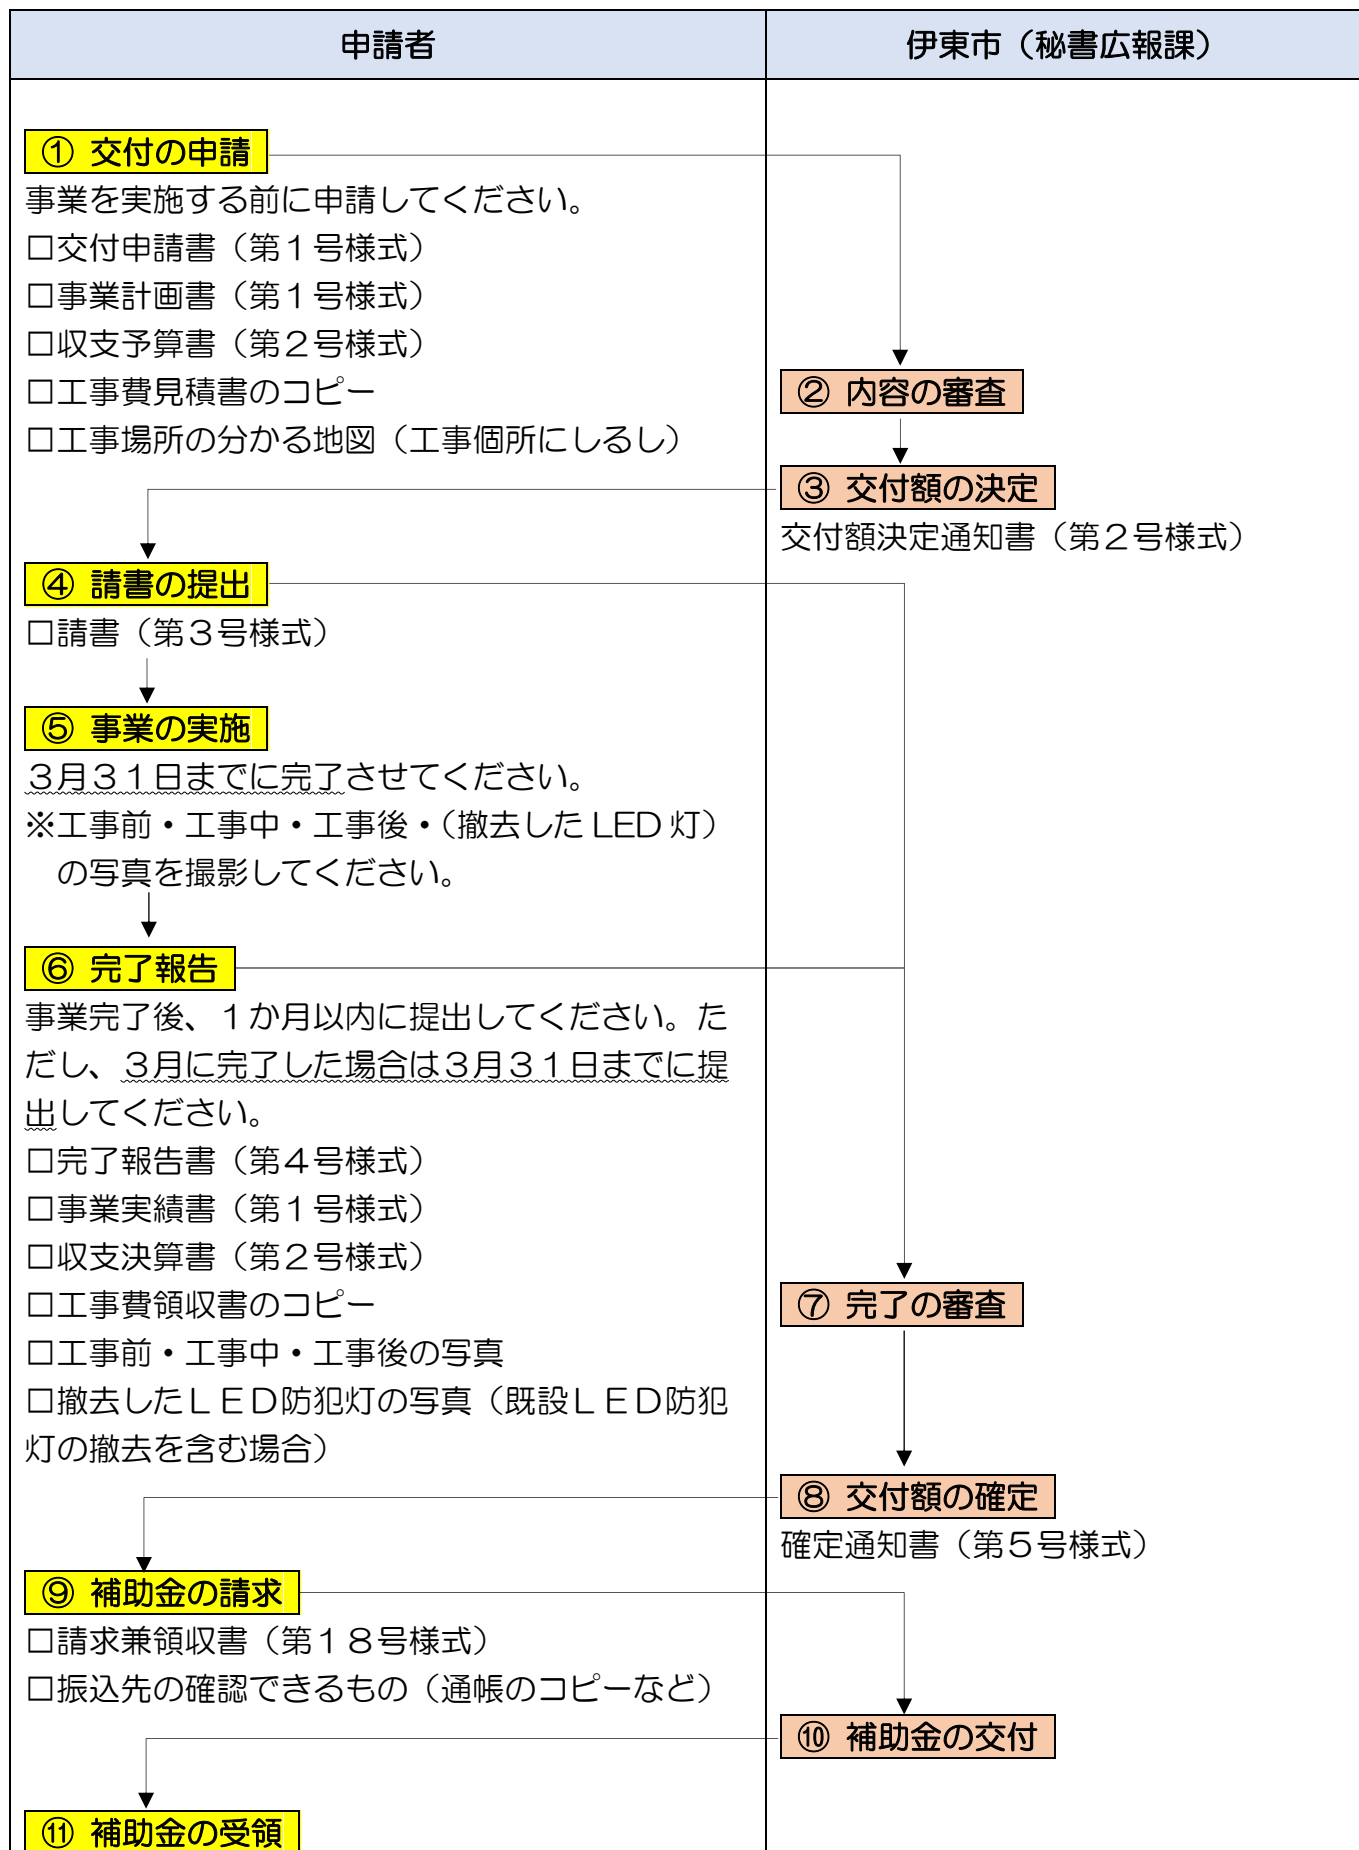 申請者
伊東市（秘書広報課）
① 交付の申請
事業を実施する前に申請してください。
□交付申請書（第１号様式）
□事業計画書（第１号様式）
□収支予算書（第２号様式）
□工事費見積書のコピー
□工事場所の分かる地図（工事個所にしるし）
② 内容の審査
③ 交付額の決定
交付額決定通知書（第２号様式）
④ 請書の提出
□請書（第３号様式）
⑤ 事業の実施
３月３１日までに完了させてください。
※工事前・工事中・工事後・（撤去した LED 灯）
の写真を撮影してください。
⑥ 完了報告
事業完了後、１か月以内に提出してください。た
だし、３月に完了した場合は３月３１日までに提
出してください。
□完了報告書（第４号様式）
□事業実績書（第１号様式）
□収支決算書（第２号様式）
□工事費領収書のコピー
□工事前・工事中・工事後の写真
□撤去したＬＥＤ防犯灯の写真（既設ＬＥＤ防犯
灯の撤去を含む場合）
⑦ 完了の審査
⑧ 交付額の確定
確定通知書（第５号様式）
⑨ 補助金の請求
□請求兼領収書（第１８号様式）
□振込先の確認できるもの（通帳のコピーなど）
⑩ 補助金の交付
⑪ 補助金の受領